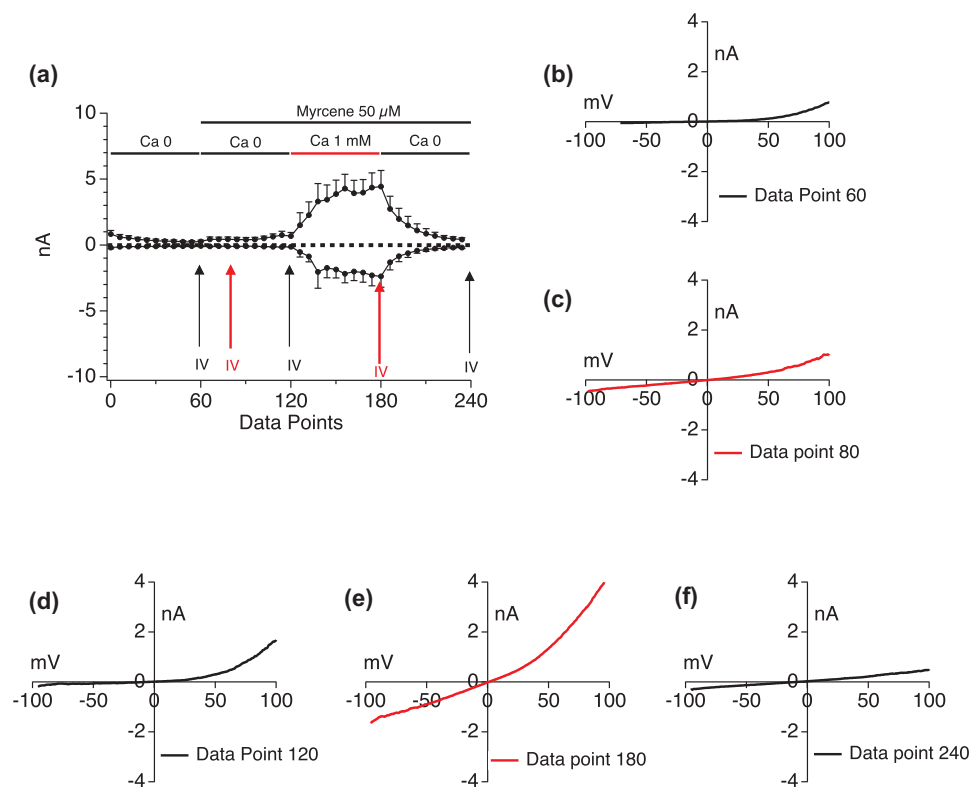 (a)
10
5
0
-5
-10
nA
Myrcene 50 µM
Ca 0
Ca 0
Ca 1 mM
Ca 0
IV
IV
IV
IV
IV
0
60
120
180
240
Data Points
(b)
4
2
0
-2
-4
nA
mV
-100
-50
0
50
100
Data Point 60
(c)
4
2
0
-2
-4
nA
mV
-100
-50
0
50
100
Data point 80
(d)
4
2
0
-2
-4
nA
mV
-100
-50
0
50
100
Data Point 120
(e)
4
2
0
-2
-4
nA
mV
-100
-50
0
50
100
Data point 180
(f)
4
2
0
-2
-4
nA
mV
-100
-50
0
50
100
Data point 240